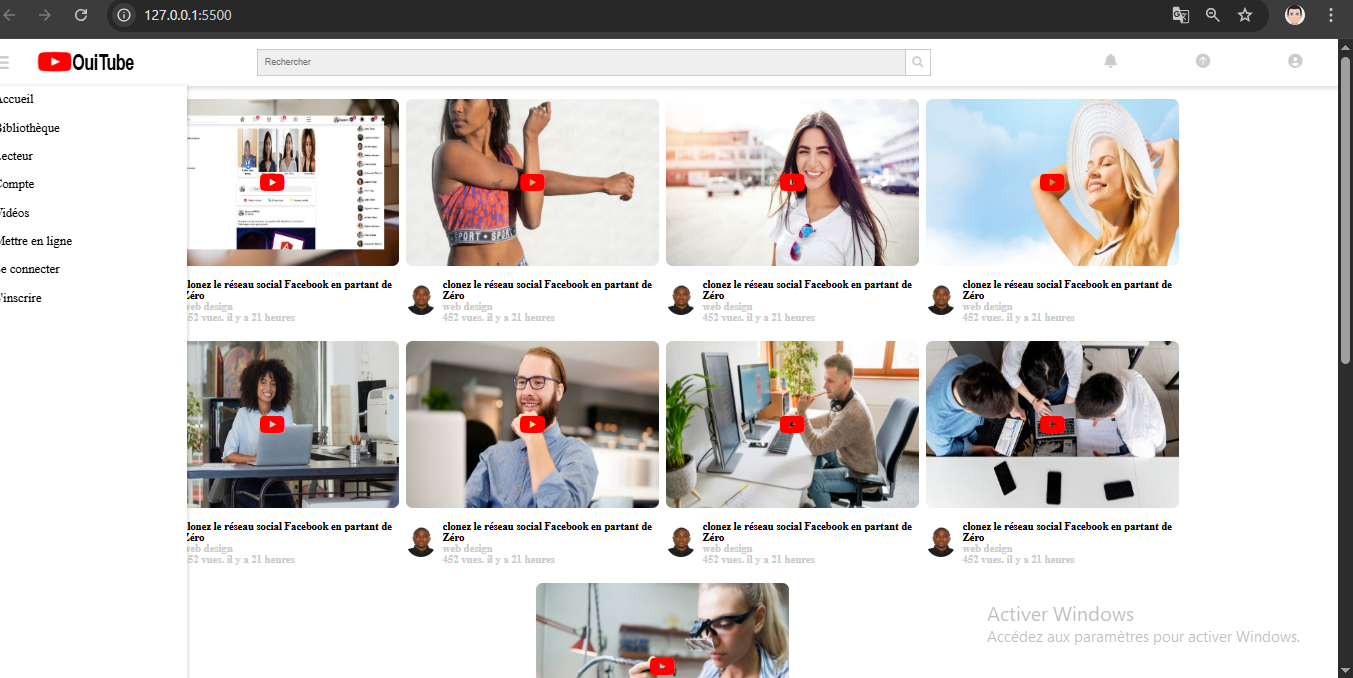 127.0.0.1:5500
OuiTube
Rechercher
Accueil
Bibliothèque
ecteur
Compte
Vidéos
Mettre en ligne
e connecter
'inscrire
lonez le réseau social Facebook en partant de
Zéro
web design
452 vues. il y a 21 heures
clonez le réseau social Facebook en partant de
Zéro
web design
452 vues. il y a 21 heures
clonez le réseau social Facebook en partant de
Zéro
web design
452 vues. il y a 21 heures
clonez le réseau social Facebook en partant de
Zéro
web design
452 vues. il y a 21 heures
SPORT
SPORT
lonez le réseau social Facebook en partant de
Zéro
web design
452 vues. il y a 21 heures
clonez le réseau social Facebook en partant de
Zéro
web design
452 vues. il y a 21 heures
clonez le réseau social Facebook en partant de
Zéro
web design
452 vues. il y a 21 heures
clonez le réseau social Facebook en partant de
Zéro
web design
452 vues. il y a 21 heures
Activer Windows
Accédez aux paramètres pour activer Windows.